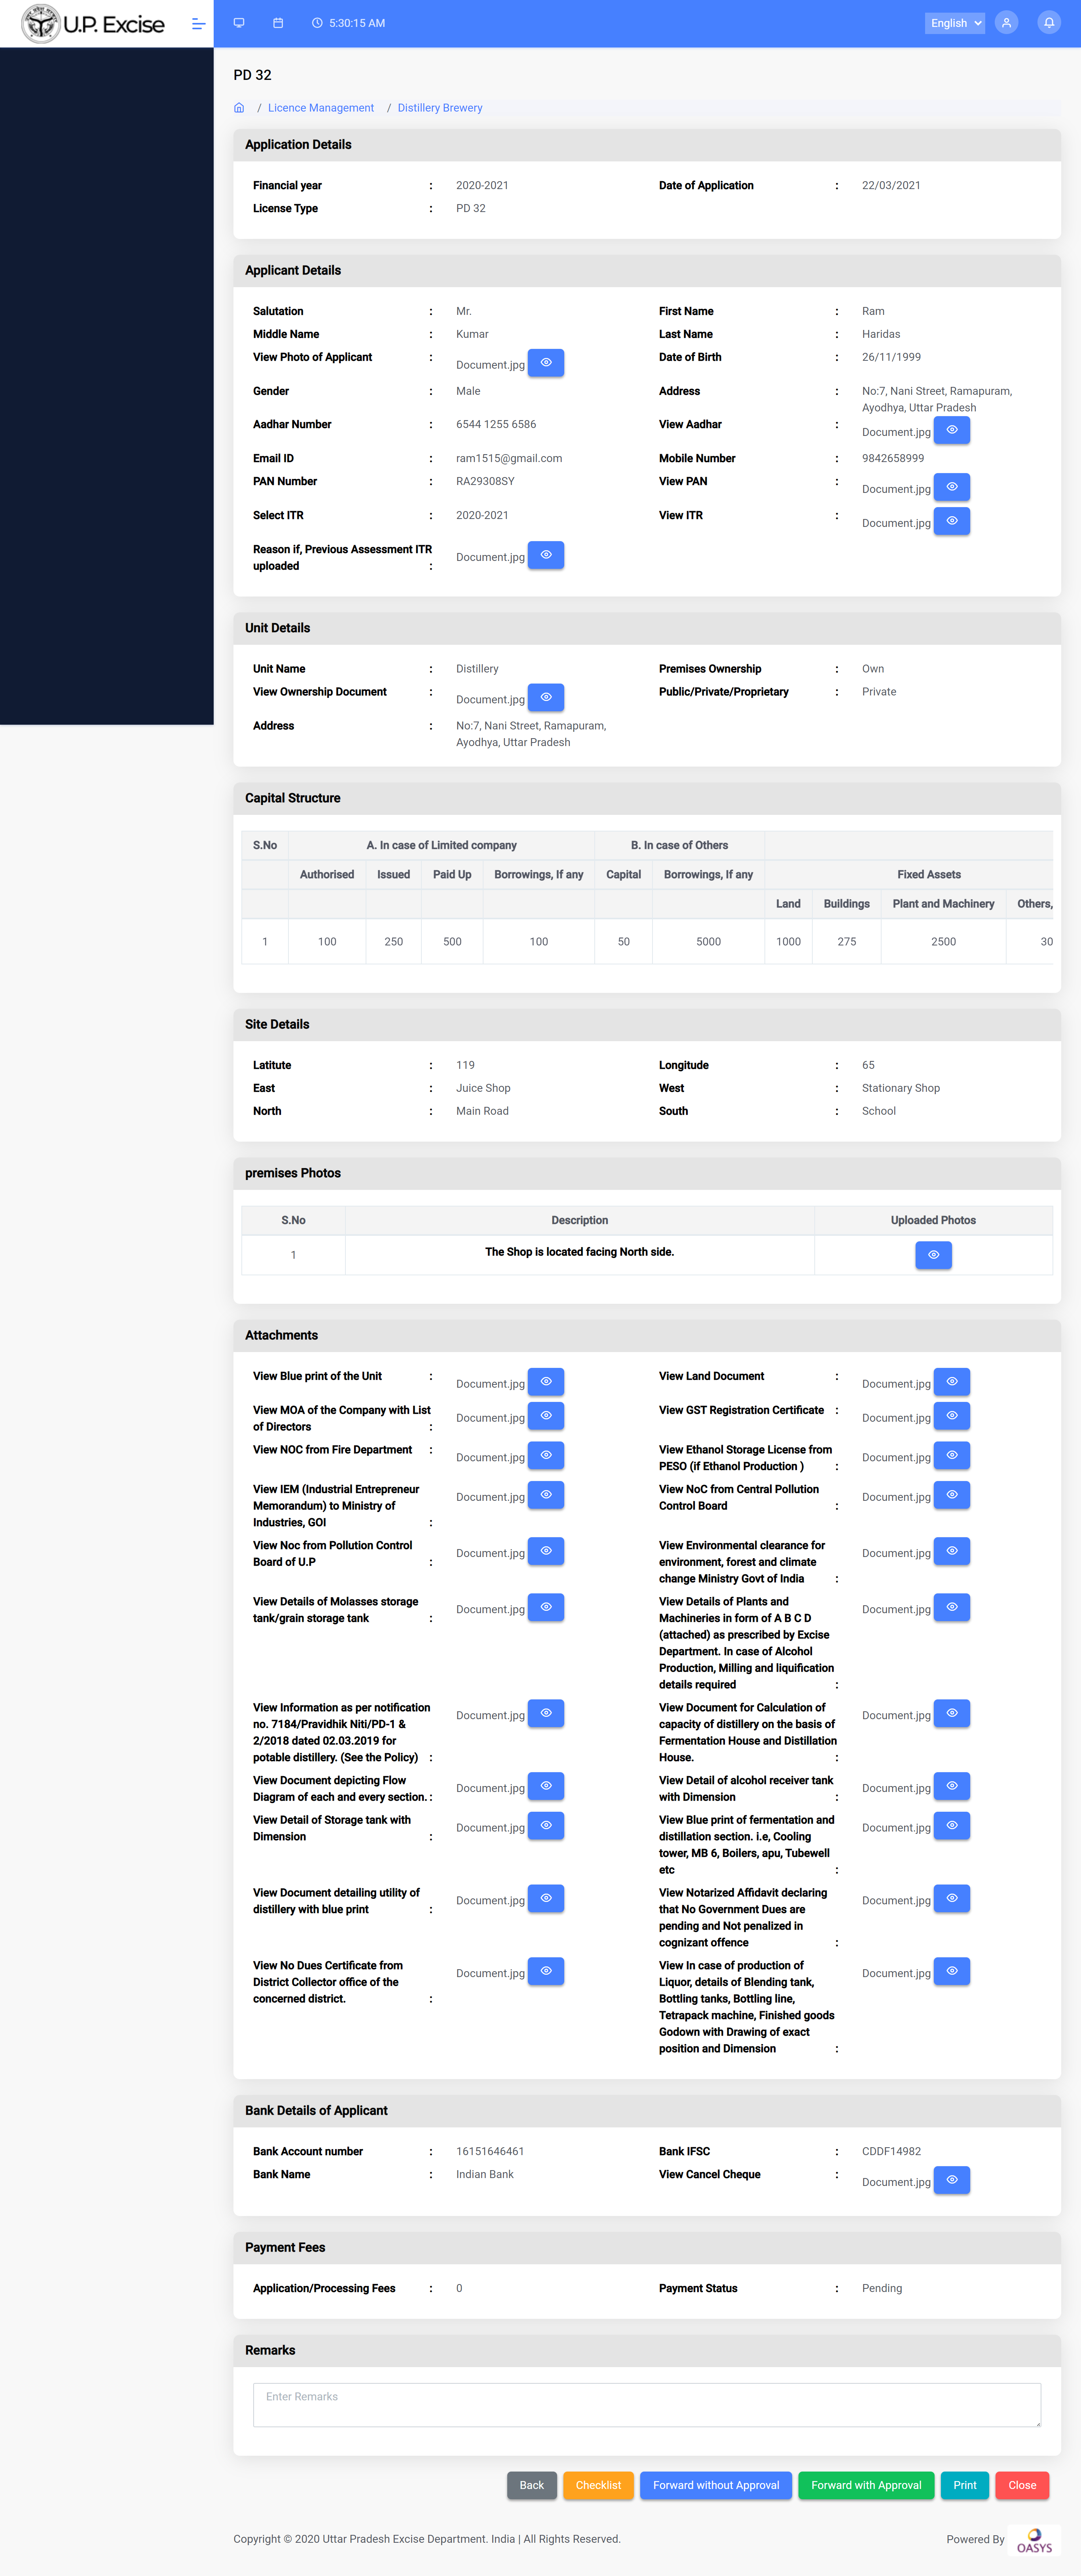 U.P. Excise
5:30:15 AM
English
PD 32
/ Licence Management / Distillery Brewery
Application Details
Financial year : 2020-2021 Date of Application : 22/03/2021
License Type : PD 32
Applicant Details
Salutation : Mr. First Name : Ram
Middle Name : Kumar Last Name : Haridas
View Photo of Applicant : Document.jpg Date of Birth : 26/11/1999
Gender : Male Address : No:7, Nani Street, Ramapuram,
Ayodhya, Uttar Pradesh
Aadhar Number : 6544 1255 6586 View Aadhar : Document.jpg
Email ID : ram1515@gmail.com Mobile Number : 9842658999
PAN Number : RA29308SY View PAN : Document.jpg
Select ITR : 2020-2021 View ITR : Document.jpg
Reason if, Previous Assessment ITR
uploaded : Document.jpg
Unit Details
Unit Name : Distillery Premises Ownership : Own
View Ownership Document : Document.jpg Public/Private/Proprietary : Private
Address : No:7, Nani Street, Ramapuram,
Ayodhya, Uttar Pradesh
Capital Structure
S.No A. In case of Limited company B. In case of Others
Authorised Issued Paid Up Borrowings, If any Capital Borrowings, If any Fixed Assets
Land Buildings Plant and Machinery Others,
1 100 250 500 100 50 5000 1000 275 2500 30
Site Details
Latitute : 119 Longitude : 65
East : Juice Shop West : Stationary Shop
North : Main Road South : School
premises Photos
S.No Description Uploaded Photos
1 The Shop is located facing North side.
Attachments
View Blue print of the Unit : Document.jpg View Land Document : Document.jpg
View MOA of the Company with List
of Directors : Document.jpg View GST Registration Certificate : Document.jpg
View NOC from Fire Department : Document.jpg View Ethanol Storage License from
PESO (if Ethanol Production ) : Document.jpg
View IEM (Industrial Entrepreneur
Memorandum) to Ministry of
Industries, GOI : Document.jpg
View NoC from Central Pollution
Control Board : Document.jpg
View Noc from Pollution Control
Board of U.P : Document.jpg
View Environmental clearance for
environment, forest and climate
change Ministry Govt of India : Document.jpg
View Details of Molasses storage
tank/grain storage tank : Document.jpg
View Details of Plants and
Machineries in form of A B C D
(attached) as prescribed by Excise
Department. In case of Alcohol
Production, Milling and liquification
details required : Document.jpg
View Information as per notification
no. 7184/Pravidhik Niti/PD-1 &
2/2018 dated 02.03.2019 for
potable distillery. (See the Policy) : Document.jpg
View Document for Calculation of
capacity of distillery on the basis of
Fermentation House and Distillation
House. : Document.jpg
View Document depicting Flow
Diagram of each and every section. : Document.jpg
View Detail of alcohol receiver tank
with Dimension : Document.jpg
View Detail of Storage tank with
Dimension : Document.jpg
View Blue print of fermentation and
distillation section. i.e, Cooling
tower, MB 6, Boilers, apu, Tubewell
etc : Document.jpg
View Document detailing utility of
distillery with blue print : Document.jpg
View Notarized Affidavit declaring
that No Government Dues are
pending and Not penalized in
cognizant offence : Document.jpg
View No Dues Certificate from
District Collector office of the
concerned district. : Document.jpg
View In case of production of
Liquor, details of Blending tank,
Bottling tanks, Bottling line,
Tetrapack machine, Finished goods
Godown with Drawing of exact
position and Dimension : Document.jpg
Bank Details of Applicant
Bank Account number : 16151646461 Bank IFSC : CDDF14982
Bank Name : Indian Bank View Cancel Cheque : Document.jpg
Payment Fees
Application/Processing Fees : 0 Payment Status : Pending
Remarks
Enter Remarks
Back Checklist Forward without Approval Forward with Approval Print Close
Copyright © 2020 Uttar Pradesh Excise Department. India | All Rights Reserved. Powered By OASYS